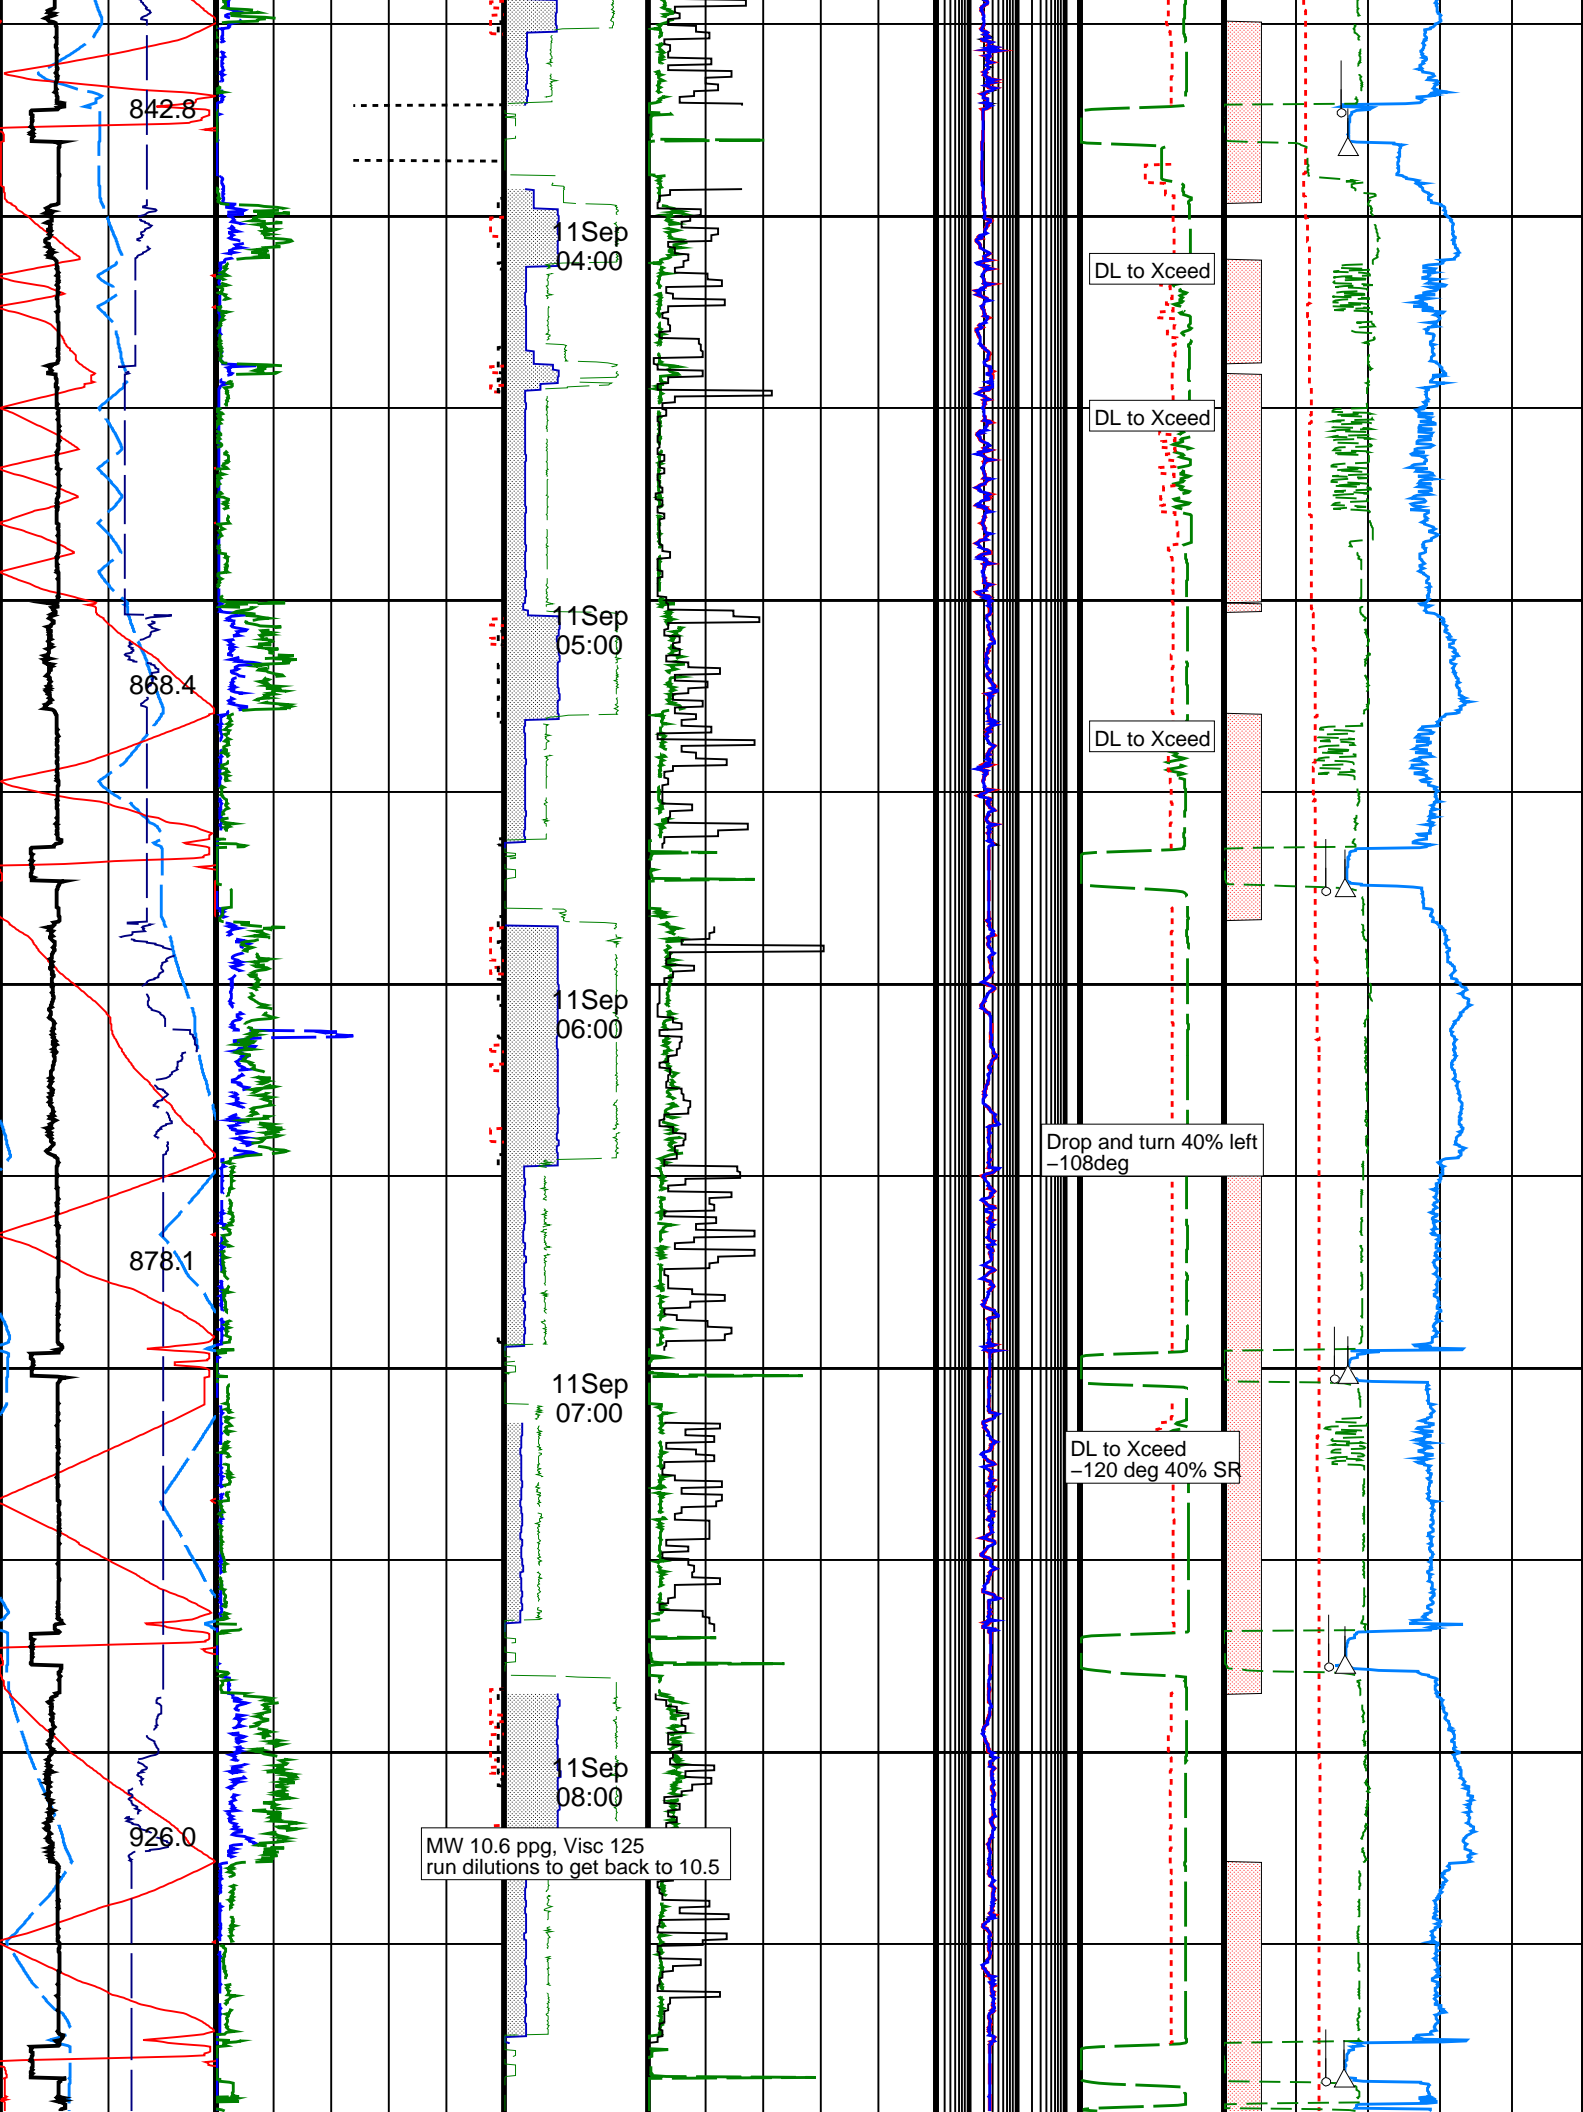 842.8
11Sep
04:00
DL to Xceed
DL to Xceed
11Sep
05:00
868.4
DL to Xceed
11Sep
06:00
Drop and turn 40% left
–108deg
878.1
11Sep
07:00
DL to Xceed
–120 deg 40% SR
11Sep
08:00
926.0
MW 10.6 ppg, Visc 125
run dilutions to get back to 10.5